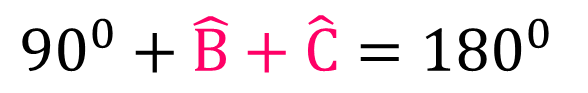 90⁰ + B̂ + Ĉ = 180⁰